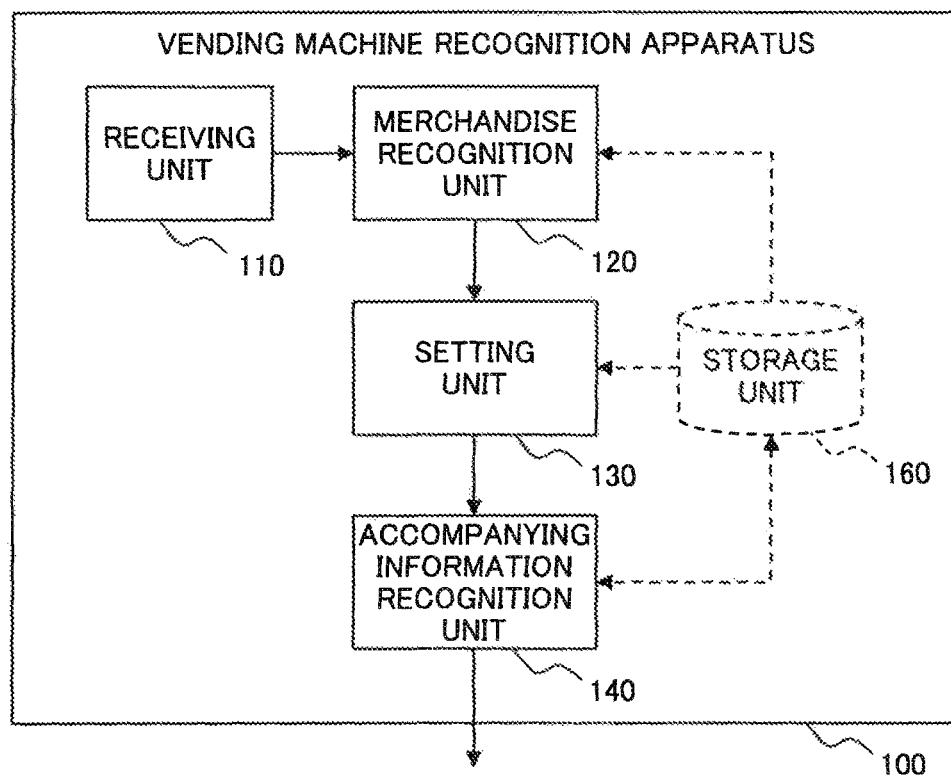 VENDING MACHINE RECOGNITION APPARATUS
RECEIVING
UNIT
110
MERCHANDISE
RECOGNITION
UNIT
120
SETTING
UNIT
130
STORAGE
UNIT
160
ACCOMPANYING
INFORMATION
RECOGNITION
UNIT
140
100